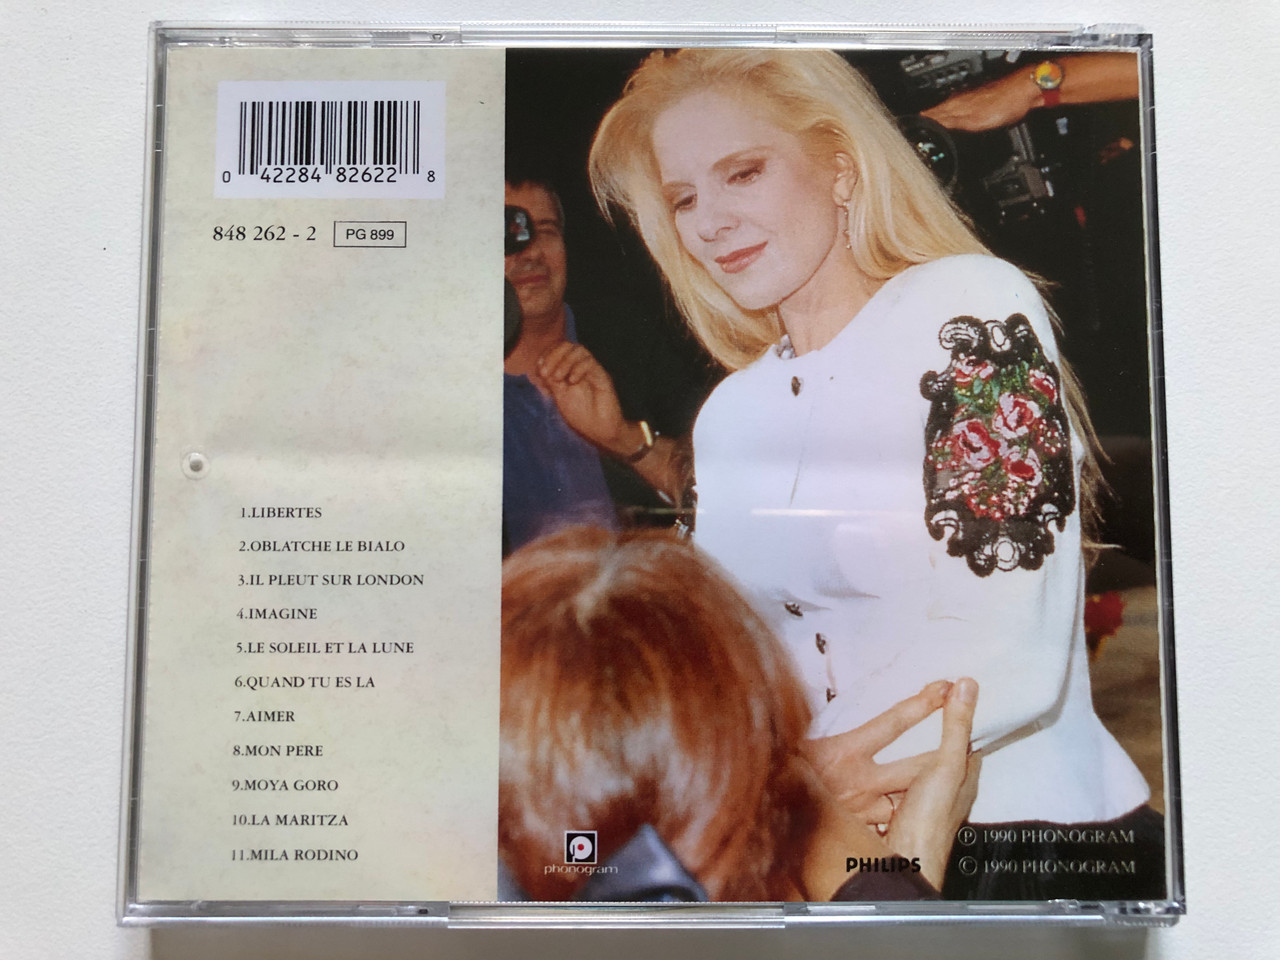 0 42284 82622 8
848 262 - 2 PG 899
1.LIBERTES
2.OBLATCHE LE BIALO
3.IL PLEUT SUR LONDON
4.IMAGINE
5.LE SOLEIL ET LA LUNE
6.QUAND TU ES LA
7.AIMER
8.MON PERE
9.MOYA GORO
10.LA MARITZA
11.MILA RODINO
phonogram
PHILIPS
Ⓟ 1990 PHONOGRAM
© 1990 PHONOGRAM